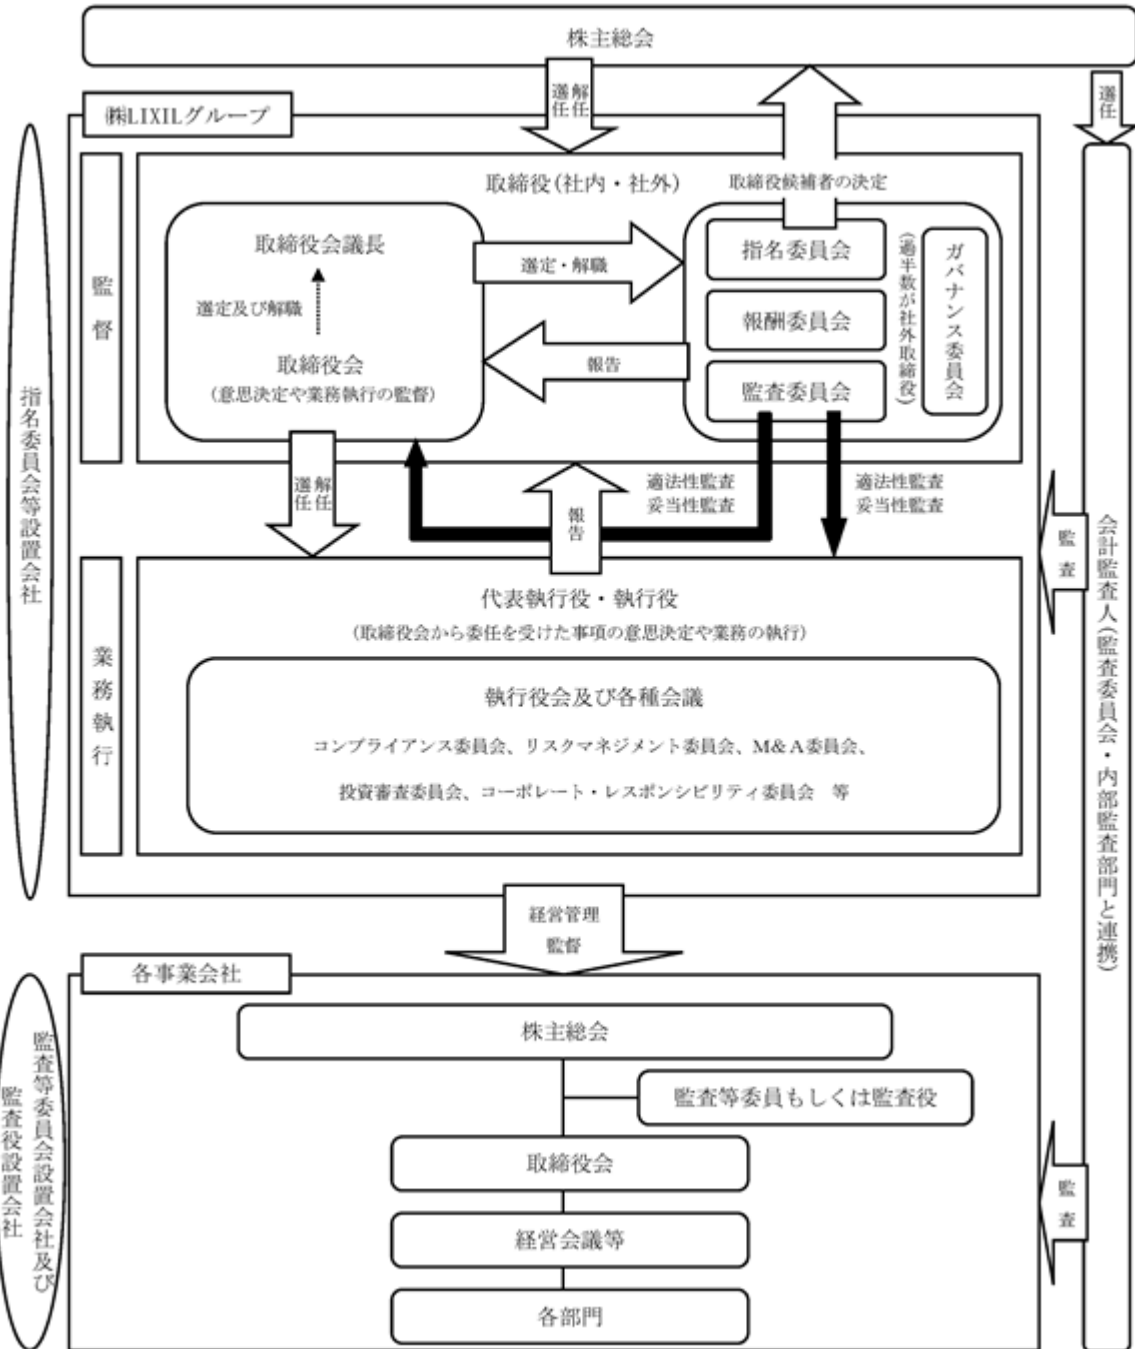 株主総会
選任
解任
選任
㈱LIXILグループ
指名委員会等設置会社
監督
取締役(社内・社外)
取締役候補者の決定
取締役会議長
選定及び解職
取締役会
(意思決定や業務執行の監督)
選定・解職
報告
指名委員会
報酬委員会
監査委員会
(過半数が社外取締役)
ガバナンス委員会
選任
解任
報告
適法性監査
妥当性監査
適法性監査
妥当性監査
監査
会計監査人(監査委員会・内部監査部門と連携)
業務執行
代表執行役・執行役
(取締役会から委任を受けた事項の意思決定や業務の執行)
執行役会及び各種会議
コンプライアンス委員会、リスクマネジメント委員会、M&A委員会、
投資審査委員会、コーポレート・レスポンシビリティ委員会 等
経営管理
監督
各事業会社
監査等委員会設置会社及び
監査役設置会社
株主総会
監査等委員もしくは監査役
取締役会
経営会議等
各部門
監査